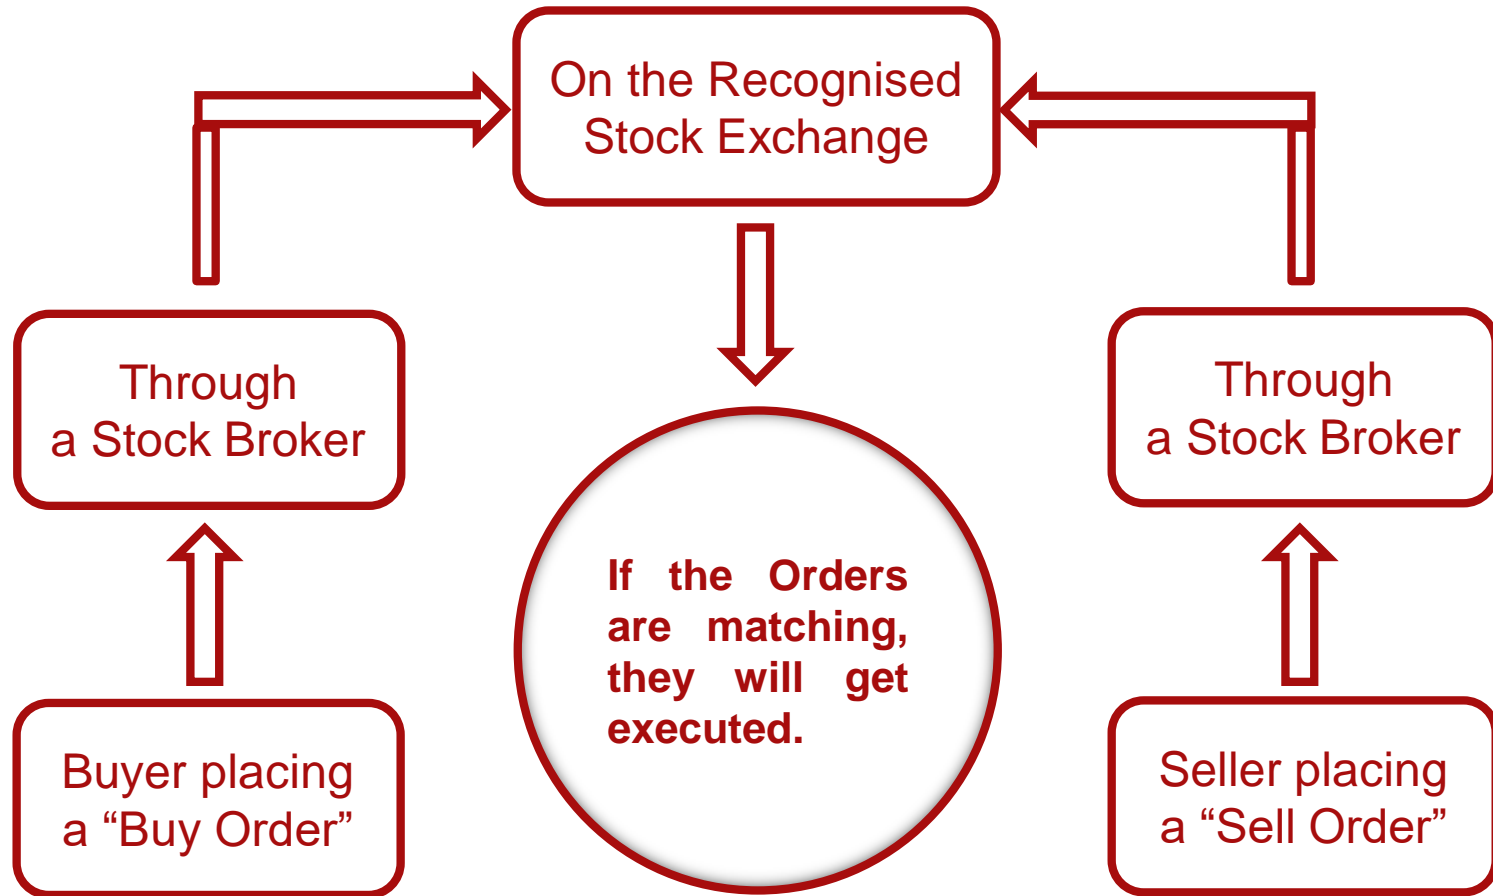 On the Recognised
Stock Exchange
Through
a Stock Broker
Through
a Stock Broker
If the Orders
are matching,
they will get
executed.
Buyer placing
a “Buy Order”
Seller placing
a “Sell Order”